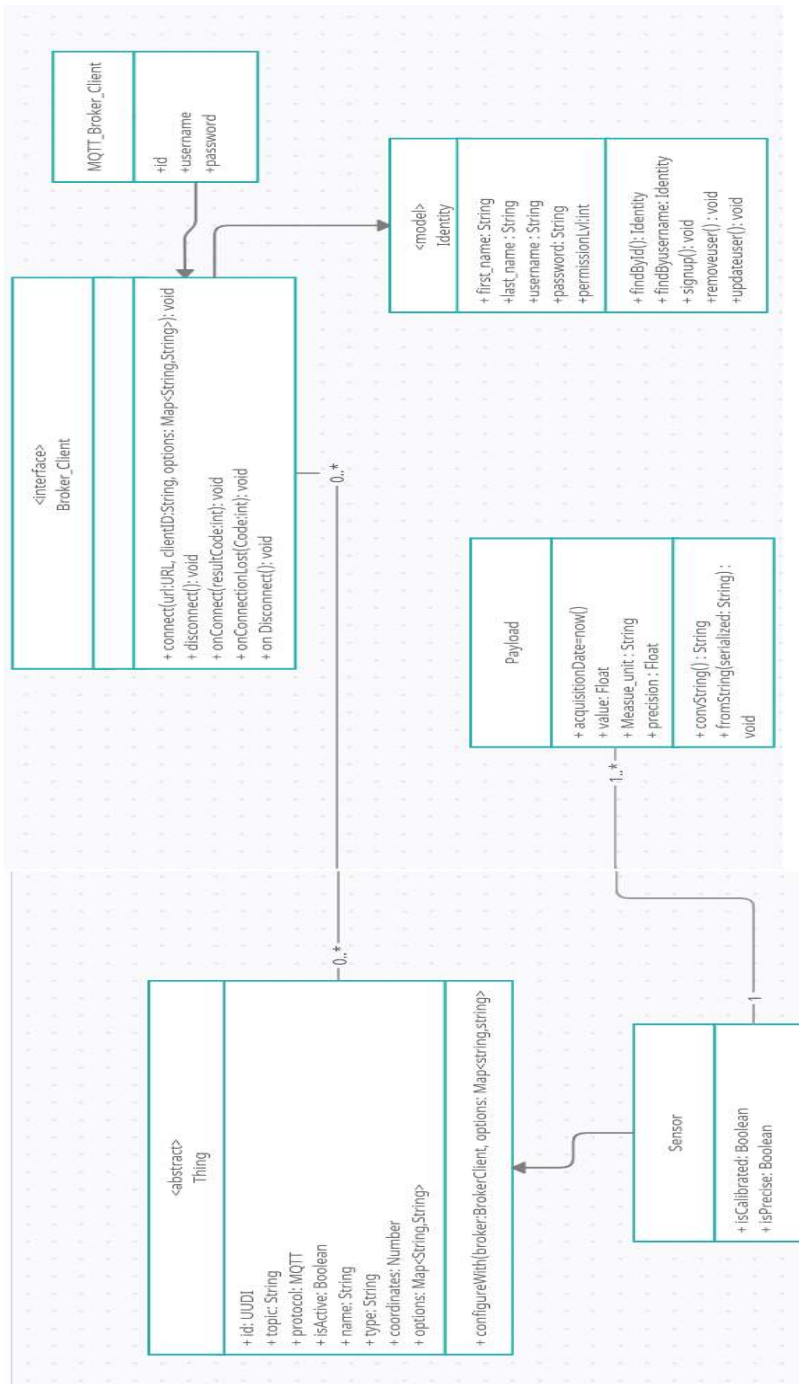 <abstract>
Thing
+ id: UUDI
+ topic: String
+ protocol: MQTT
+ isActive: Boolean
+ name: String
+ type: String
+ coordinates: Number
+ options: Map<String,String>
+ configureWith(broker:BrokerClient, options: Map<string,string>
0..*
0..*
<interface>
Broker_Client
+ connect(url:URL, clientID:String, options: Map<String,String>): void
+ disconnect(): void
+ onConnect(resultCode:int): void
+ onConnectionLost(Code:int): void
+ on Disconnect(): void
MQTT_Broker_Client
+id
+username
+password
<model>
Identity
+ first_name: String
+last_name : String
+username : String
+password: String
+permissionLvl:int
+ findById(): Identity
+ findByusername: Identity
+ signup(): void
+removeuser() : void
+updateuser(): void
Sensor
+ isCalibrated: Boolean
+ isPrecise: Boolean
1
1..*
Payload
+ acquisitionDate=now()
+ value: Float
+ Measue_unit : String
+ precision : Float
+ convString() : String
+ fromString(serialized: String) :
void